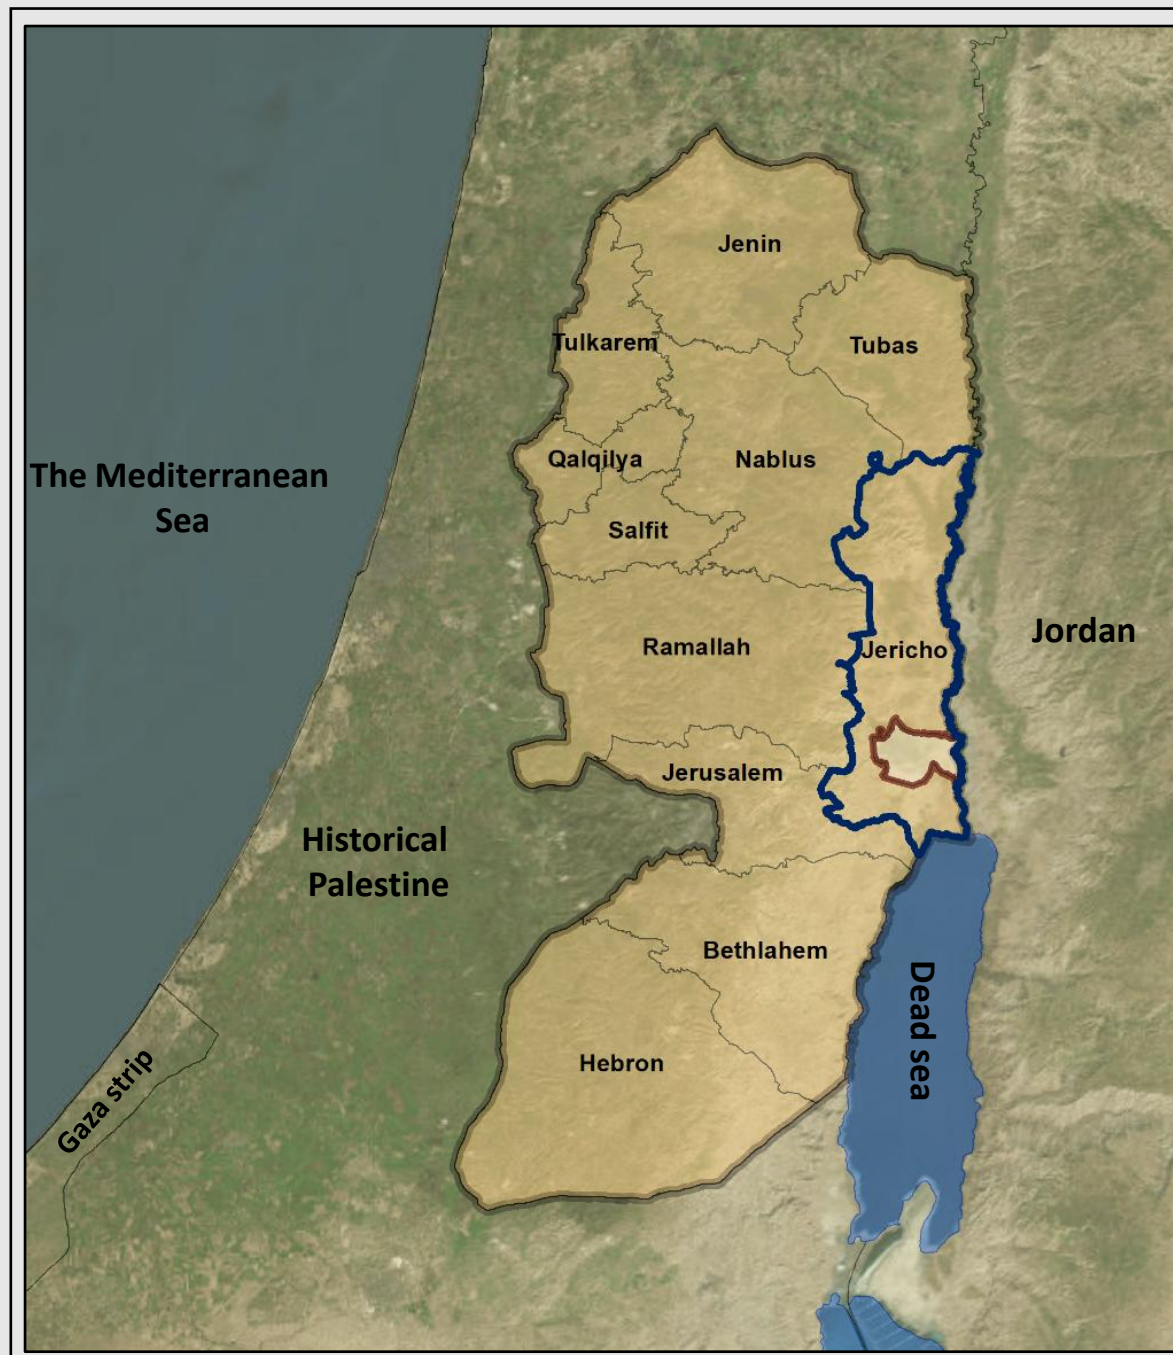 Jenin
Tulkarem
Tubas
Qalqilya
Nablus
The Mediterranean
Sea
Salfit
Jordan
Ramallah
Jericho
Jerusalem
Historical
Palestine
Bethlahem
Dead sea
Hebron
Gaza strip